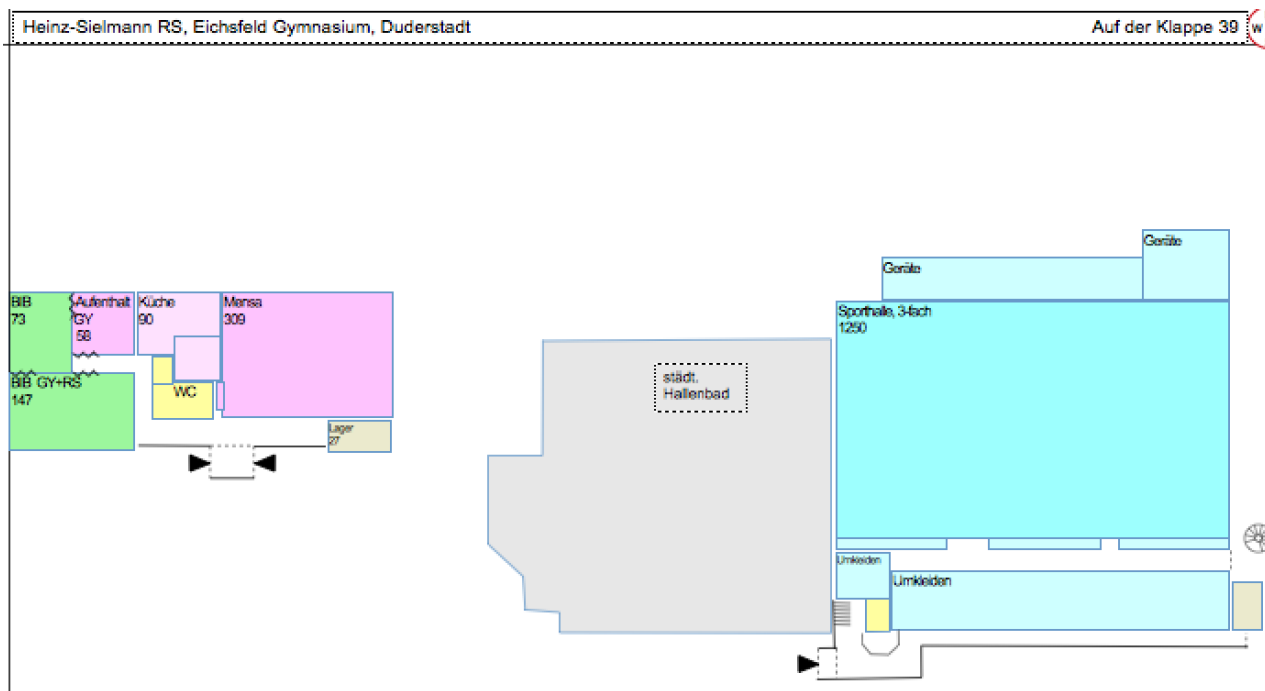 Heinz-Sielmann RS, Eichsfeld Gymnasium, Duderstadt
Auf der Klappe 39
W
Geräte
Geräte
BIB
73
Aufenthalt
GY
58
Küche
90
Mensa
309
Sporthalle, 3-fach
1250
städt.
Hallenbad
BIB GY+RS
147
WC
Lager
27
Umkleiden
Umkleiden